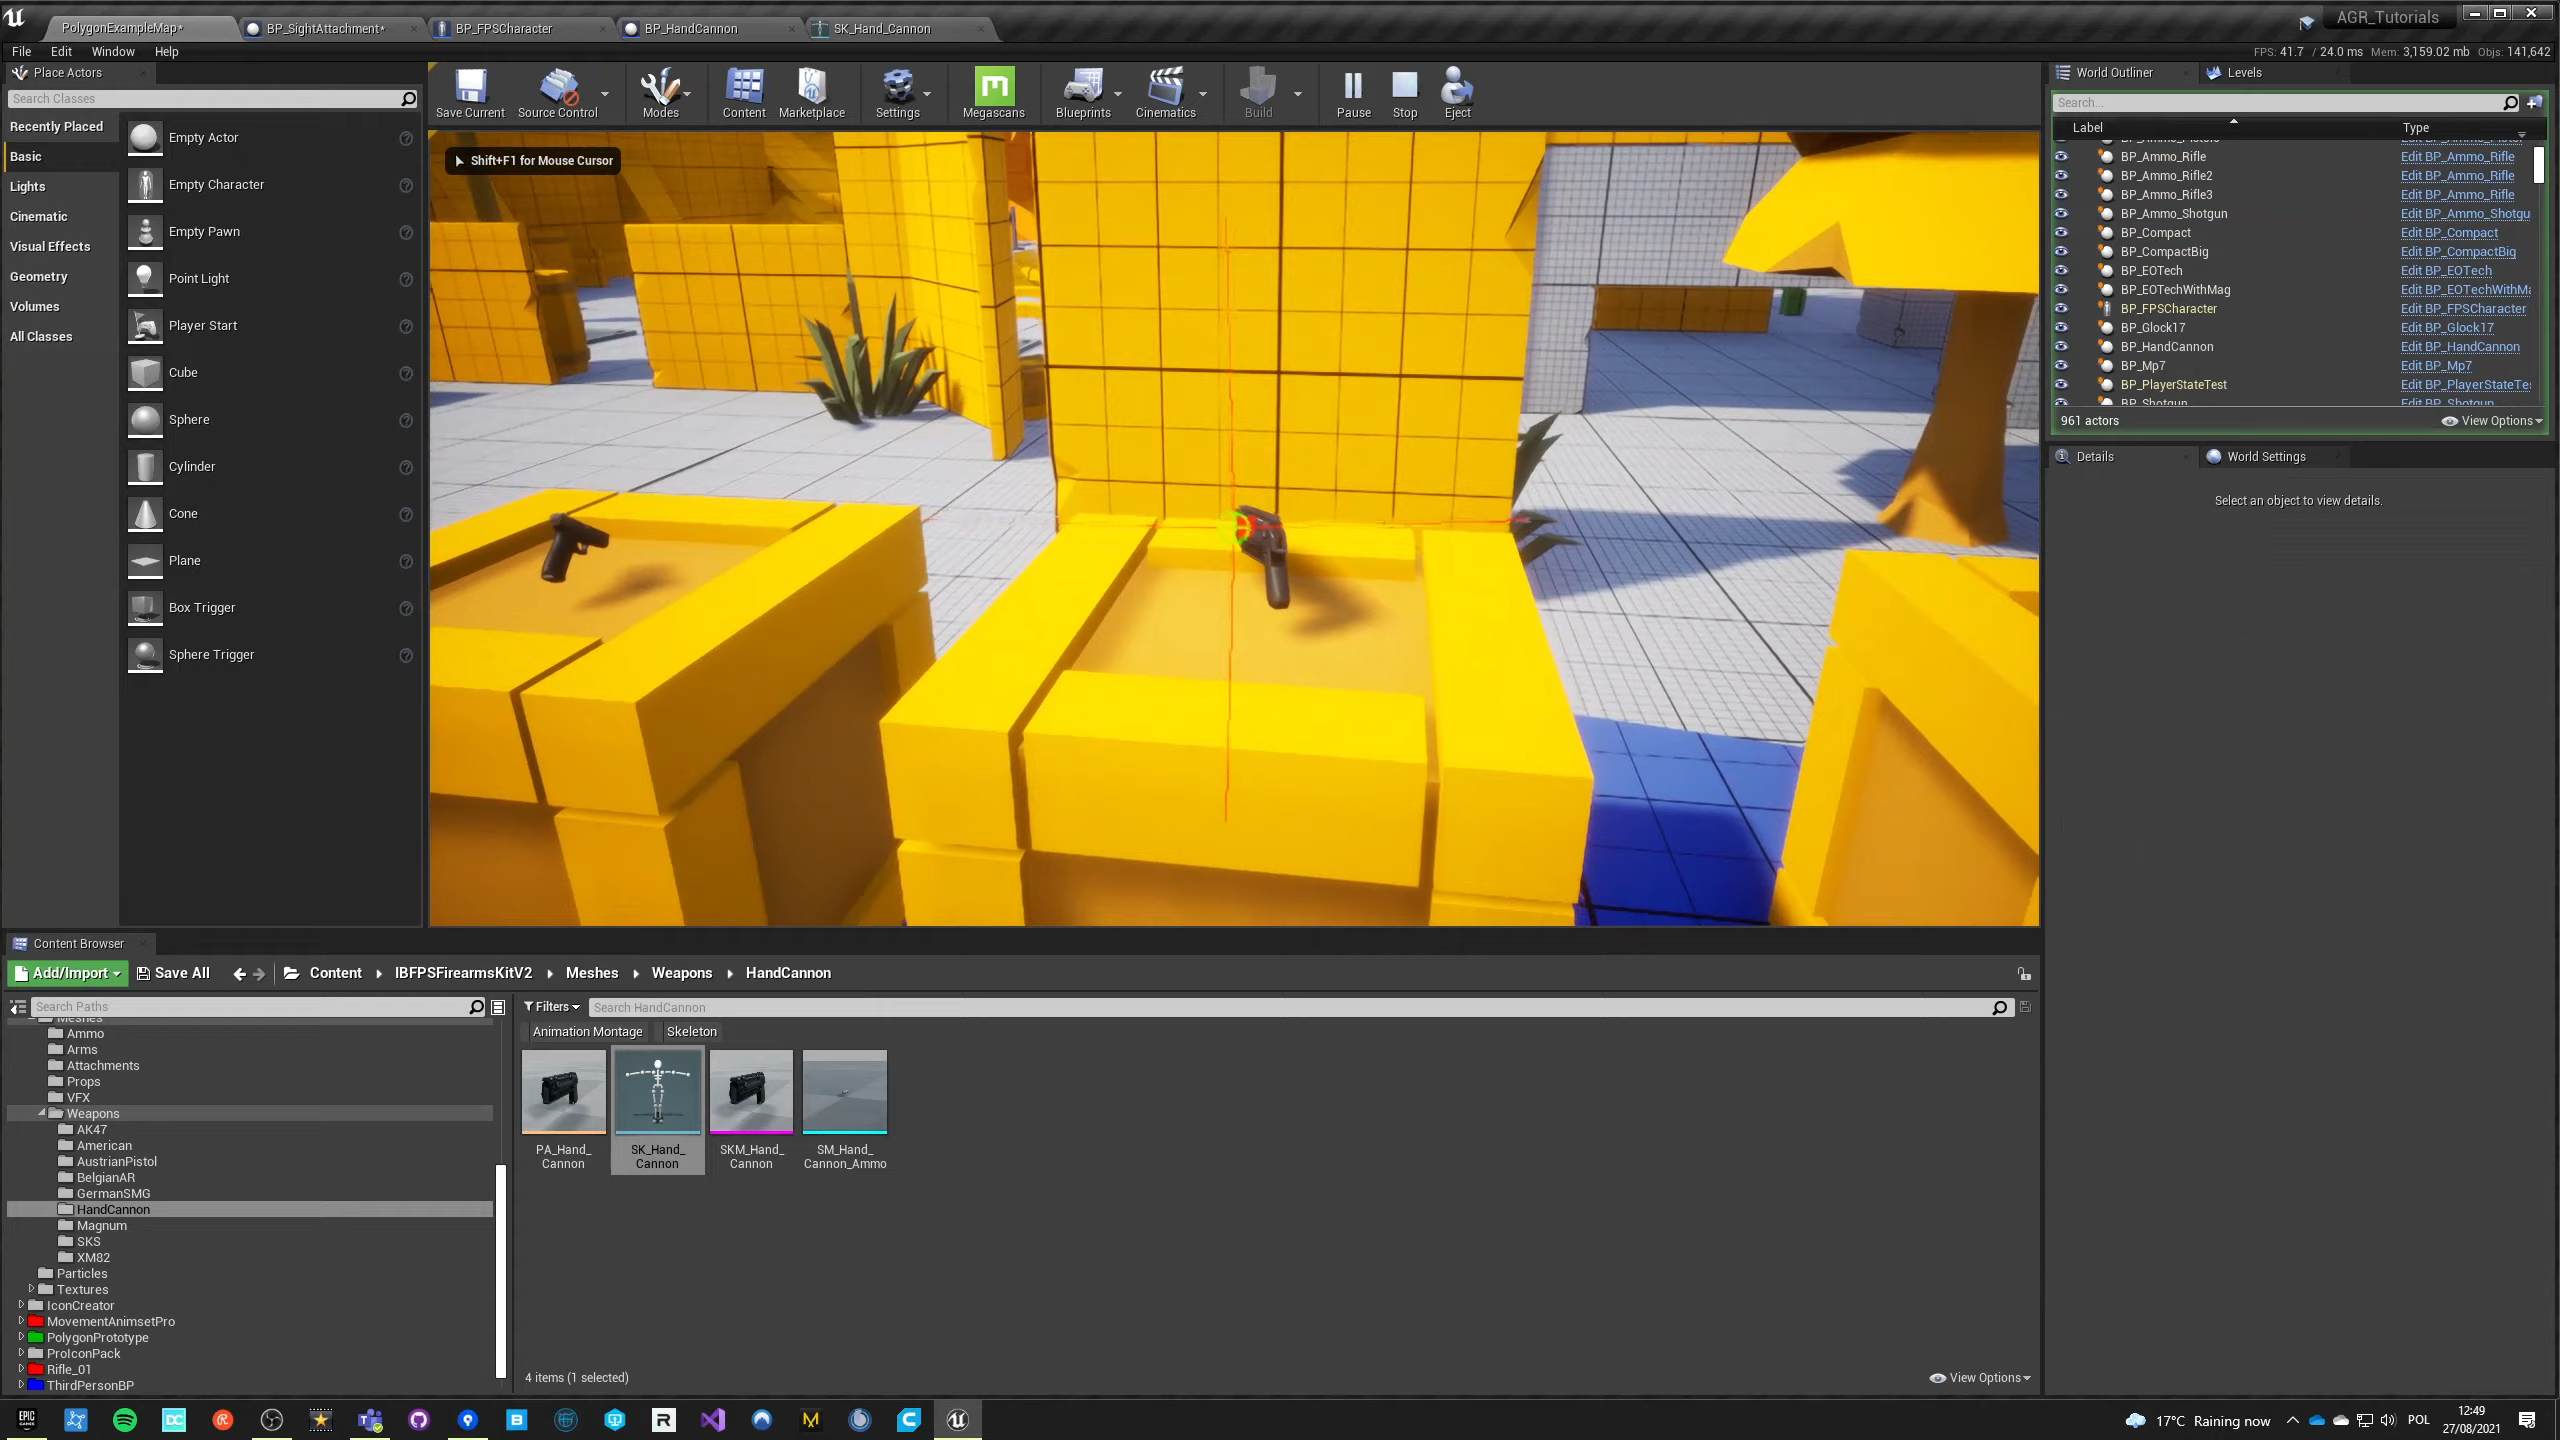 PolygonExampleMap*
BP_SightAttachment*
BP_FPSCharacter
BP_HandCannon
SK_Hand_Cannon
AGR_Tutorials
File Edit Window Help
FPS: 41.7 / 24.0 ms Mem: 3,159.02 mb Objs: 141,642
Place Actors
Search Classes
Recently Placed
Basic
Lights
Cinematic
Visual Effects
Geometry
Volumes
All Classes
Empty Actor
Empty Character
Empty Pawn
Point Light
Player Start
Cube
Sphere
Cylinder
Cone
Plane
Box Trigger
Sphere Trigger
Save Current
Source Control
Modes
Content
Marketplace
Settings
Megascans
Blueprints
Cinematics
Build
Pause
Stop
Eject
Shift+F1 for Mouse Cursor
World Outliner
Levels
Search...
Label Type
BP_Ammo_Rifle Edit BP_Ammo_Rifle
BP_Ammo_Rifle2 Edit BP_Ammo_Rifle
BP_Ammo_Rifle3 Edit BP_Ammo_Rifle
BP_Ammo_Shotgun Edit BP_Ammo_Shotgu
BP_Compact Edit BP_Compact
BP_CompactBig Edit BP_CompactBig
BP_EOTech Edit BP_EOTech
BP_EOTechWithMag Edit BP_EOTechWithMa
BP_FPSCharacter Edit BP_FPSCharacter
BP_Glock17 Edit BP_Glock17
BP_HandCannon Edit BP_HandCannon
BP_Mp7 Edit BP_Mp7
BP_PlayerStateTest Edit BP_PlayerStateTes
BP_Shotgun Edit BP_Shotgun
961 actors
View Options
Details
World Settings
Select an object to view details.
Content Browser
Add/Import
Save All
Content IBFPSFirearmsKitV2 Meshes Weapons HandCannon
Search Paths
Meshes
Ammo
Arms
Attachments
Props
VFX
Weapons
AK47
American
AustrianPistol
BelgianAR
GermanSMG
HandCannon
Magnum
SKS
XM82
Particles
Textures
IconCreator
MovementAnimsetPro
PolygonPrototype
ProIconPack
Rifle_01
ThirdPersonBP
Filters
Search HandCannon
Animation Montage
Skeleton
PA_Hand_
Cannon
SK_Hand_
Cannon
SKM_Hand_
Cannon
SM_Hand_
Cannon_Ammo
4 items (1 selected)
View Options
EPIC
GAMES
DC
17°C Raining now
POL
12:49
27/08/2021